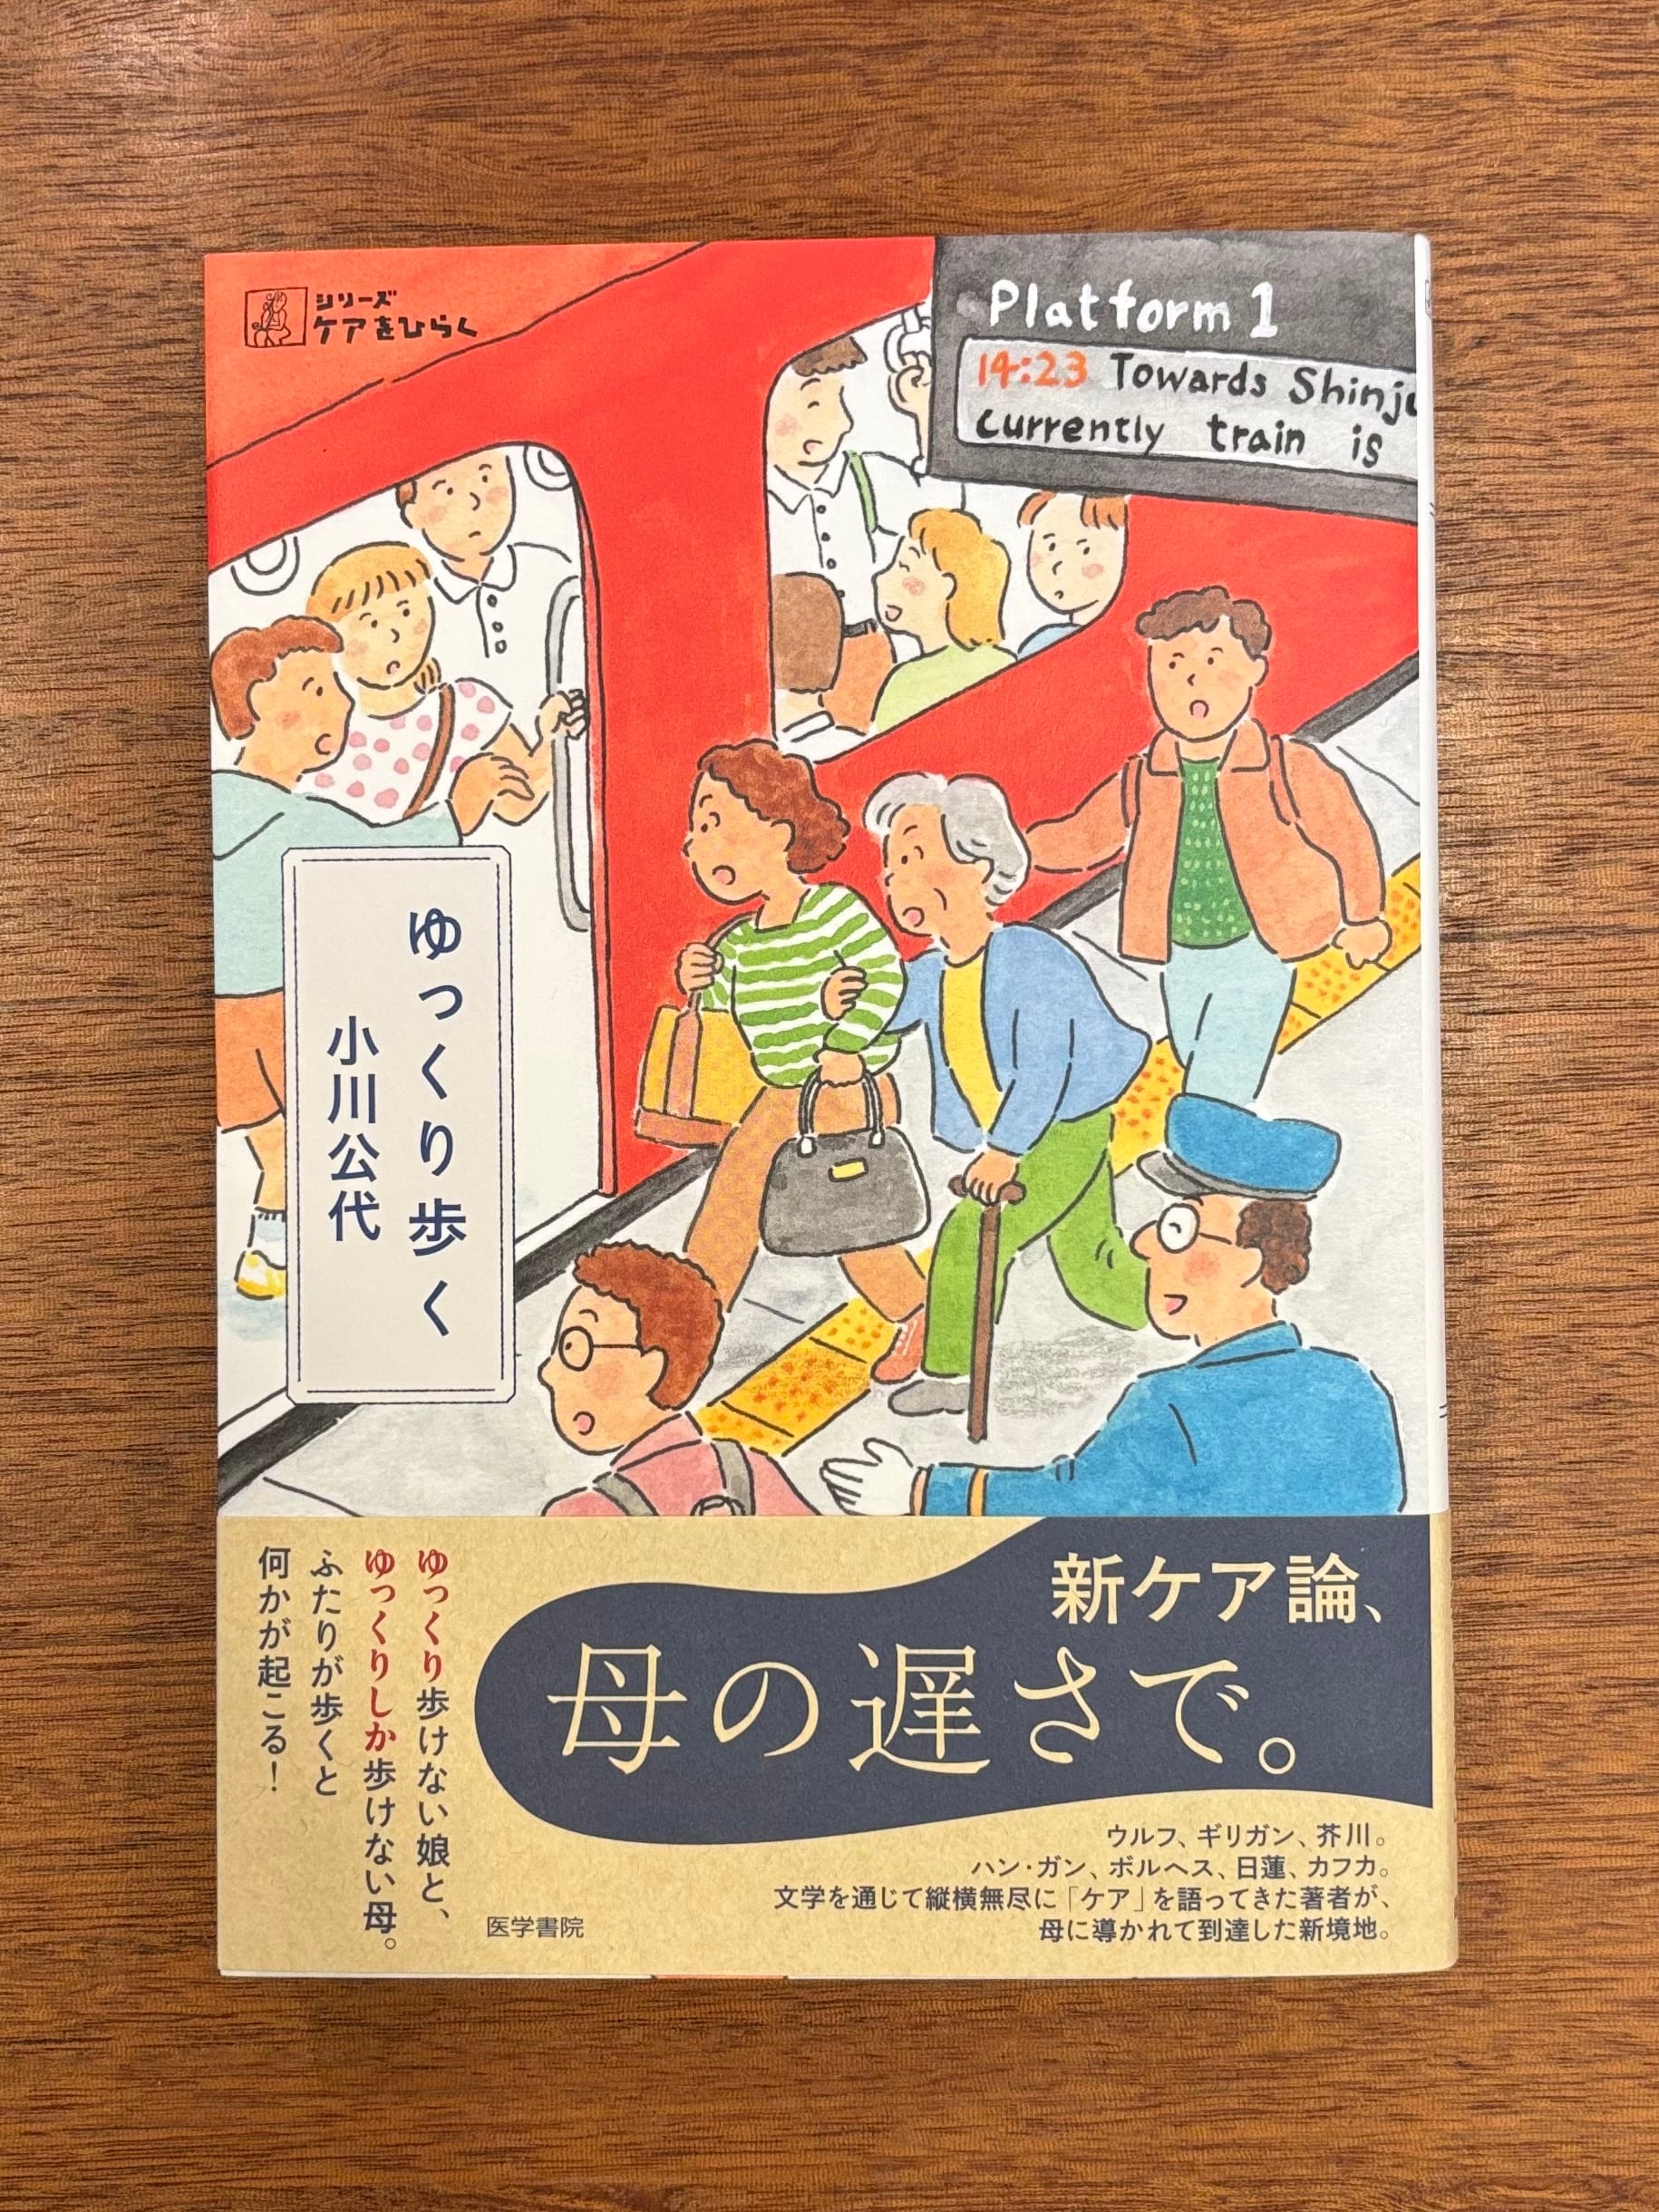 シリーズ
ケアをひらく
Platform 1
14:23 Towards Shinju
currently train is
ゆっくり歩く
小川公代
新ケア論、
母の遅さで。
ゆっくり歩けない娘と、
ゆっくりしか歩けない母。
ふたりが歩くと
何かが起こる！
ウルフ、ギリガン、芥川。
ハン・ガン、ボルヘス、日蓮、カフカ。
文学を通じて縦横無尽に「ケア」を語ってきた著者が、
母に導かれて到達した新境地。
医学書院